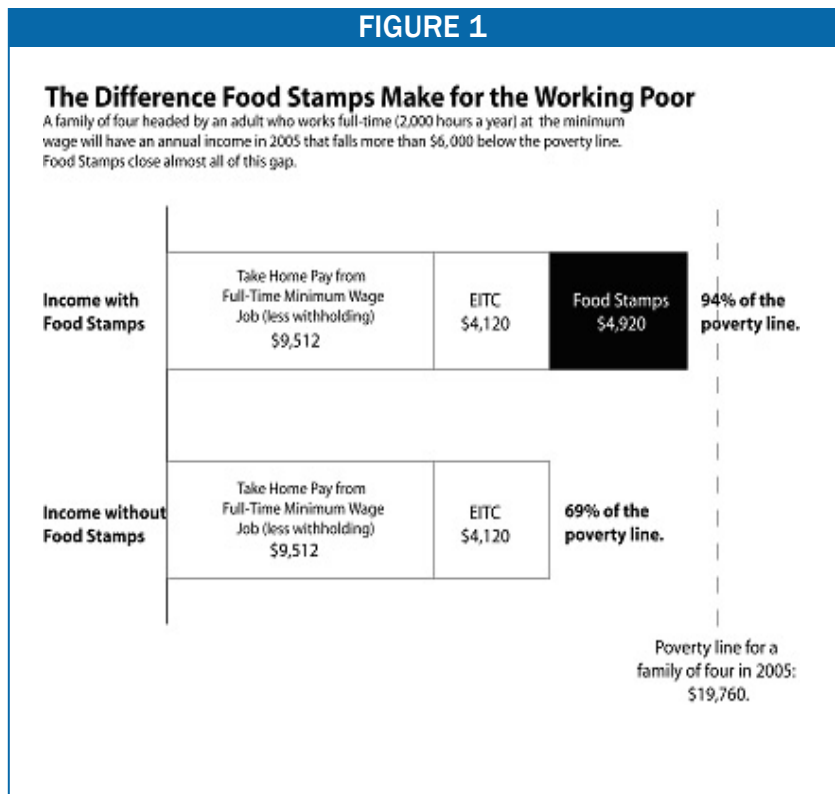 FIGURE 1
The Difference Food Stamps Make for the Working Poor
A family of four headed by an adult who works full-time (2,000 hours a year) at the minimum
wage will have an annual income in 2005 that falls more than $6,000 below the poverty line.
Food Stamps close almost all of this gap.
Income with
Food Stamps
Take Home Pay from
Full-Time Minimum Wage
Job (less withholding)
$9,512
EITC
$4,120
Food Stamps
$4,920
94% of the
poverty line.
Income without
Food Stamps
Take Home Pay from
Full-Time Minimum Wage
Job (less withholding)
$9,512
EITC
$4,120
69% of the
poverty line.
Poverty line for a
family of four in 2005:
$19,760.